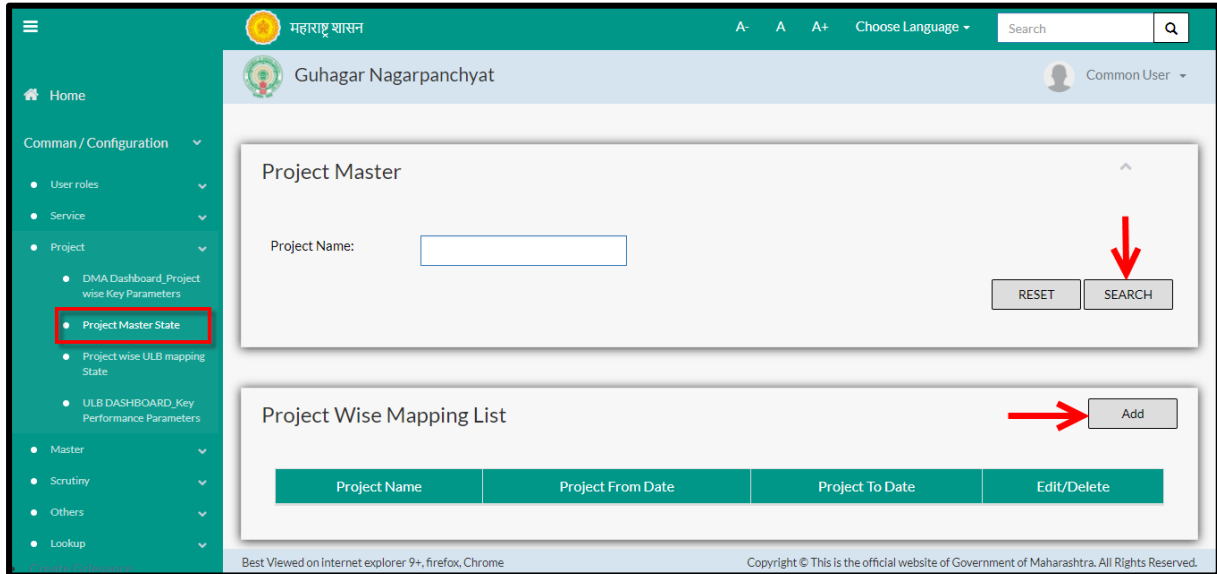 महाराष्ट्र शासन
A- A A+ Choose Language
Search
Guhagar Nagarpanchyat
Common User
Home
Comman / Configuration
User roles
Service
Project
DMA Dashboard_Project
wise Key Parameters
Project Master State
Project wise ULB mapping
State
ULB DASHBOARD_Key
Performance Parameters
Master
Scrutiny
Others
Lookup
Project Master
Project Name:
RESET SEARCH
Project Wise Mapping List
Add
Project Name Project From Date Project To Date Edit/Delete
Best Viewed on internet explorer 9+, firefox, Chrome
Copyright © This is the official website of Government of Maharashtra. All Rights Reserved.